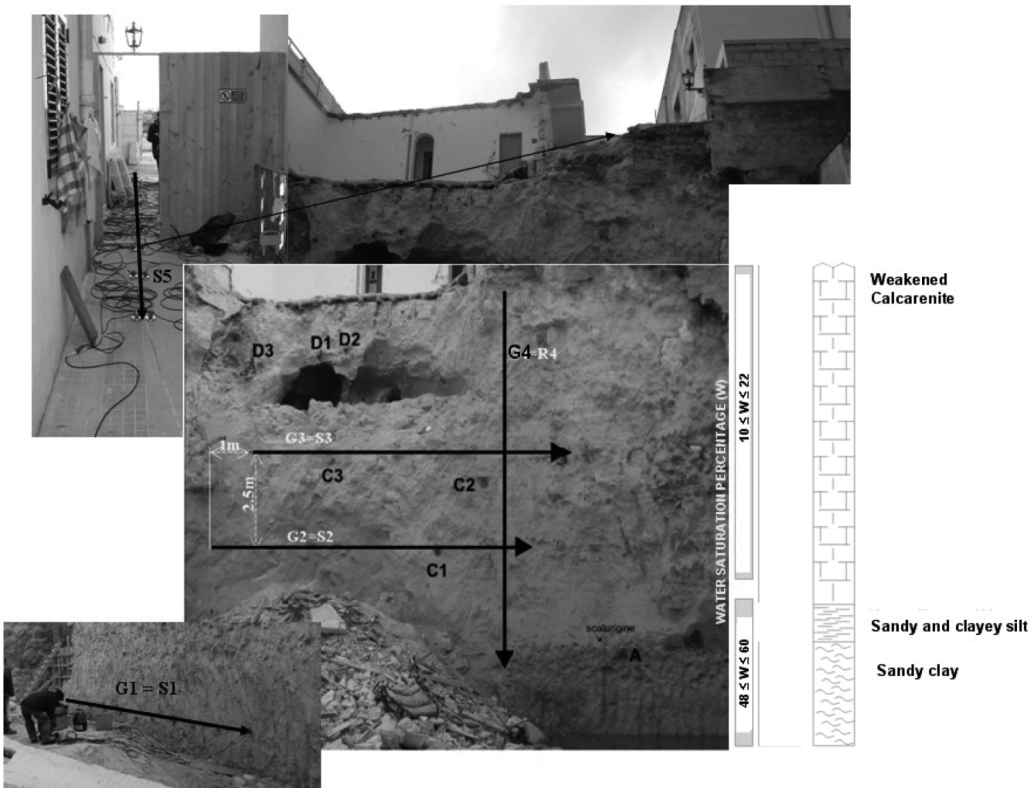 S5
D3
D1
D2
G4=R4
1m
G3=S3
C3
C2
2.5m
G2=S2
C1
scaturigine
A
G1 = S1
WATER SATURATION PERCENTAGE (W)
10 ≤ W ≤ 22
48 ≤ W ≤ 60
Weakened
Calcarenite
Sandy and clayey silt
Sandy clay